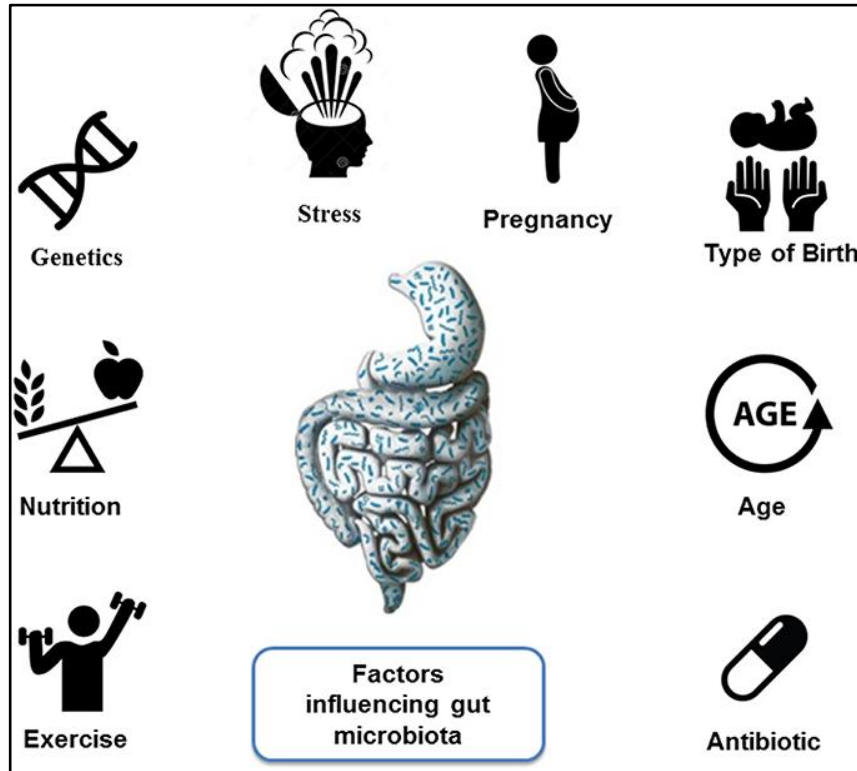 Stress
Pregnancy
Genetics
Type of Birth
Nutrition
AGE
Age
Exercise
Factors
influencing gut
microbiota
Antibiotic